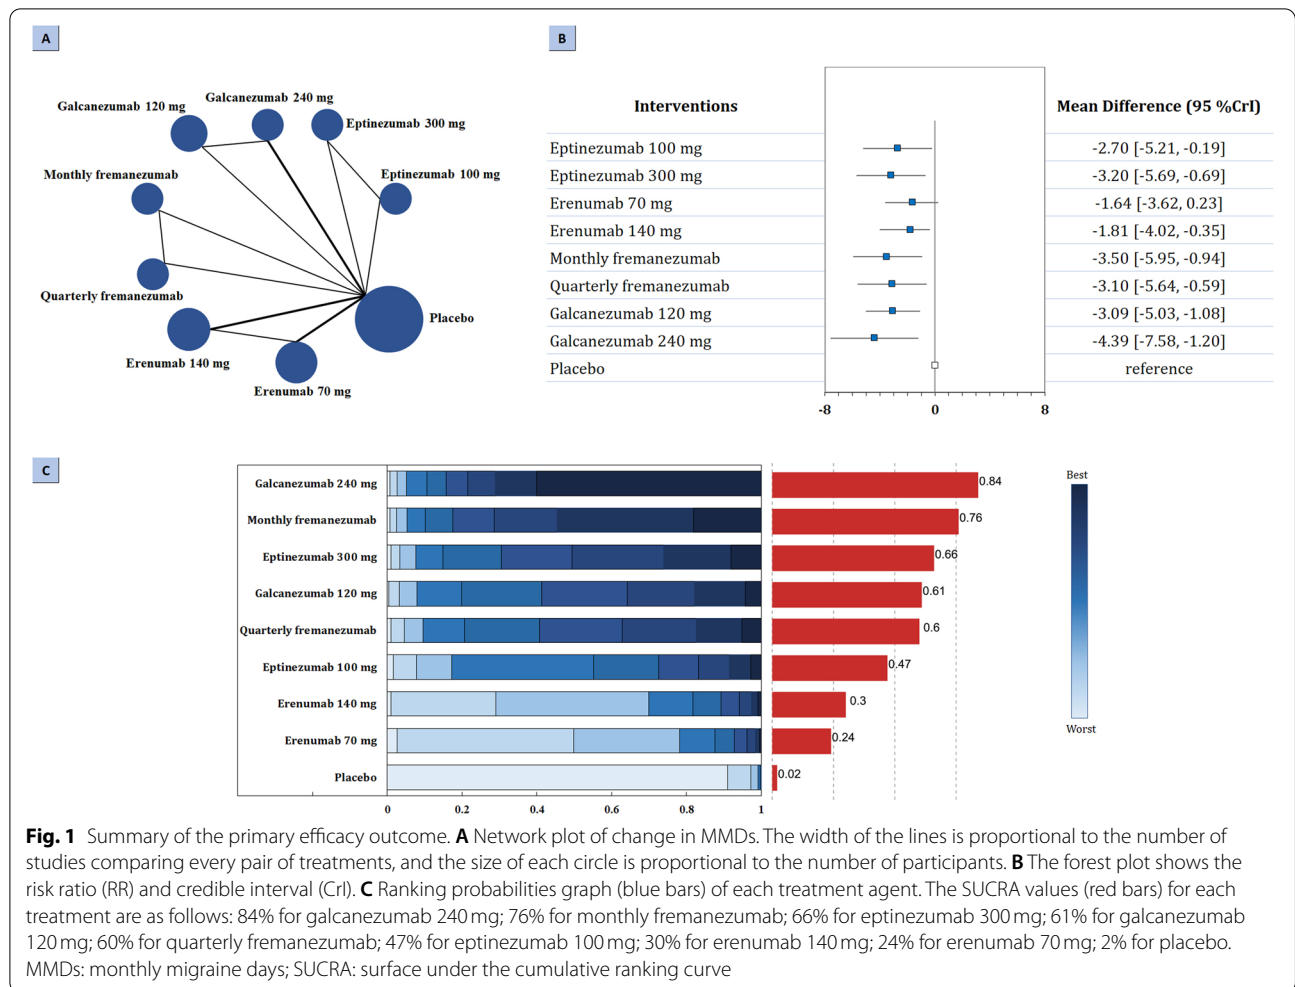 A
Galcanezumab 120 mg
Galcanezumab 240 mg
Eptinezumab 300 mg
Monthly fremanezumab
Eptinezumab 100 mg
Quarterly fremanezumab
Placebo
Erenumab 140 mg
Erenumab 70 mg
B
Interventions Mean Difference (95 %CrI)
Eptinezumab 100 mg -2.70 [-5.21, -0.19]
Eptinezumab 300 mg -3.20 [-5.69, -0.69]
Erenumab 70 mg -1.64 [-3.62, 0.23]
Erenumab 140 mg -1.81 [-4.02, -0.35]
Monthly fremanezumab -3.50 [-5.95, -0.94]
Quarterly fremanezumab -3.10 [-5.64, -0.59]
Galcanezumab 120 mg -3.09 [-5.03, -1.08]
Galcanezumab 240 mg -4.39 [-7.58, -1.20]
Placebo reference
-8 0 8
C
Galcanezumab 240 mg 0.84
Monthly fremanezumab 0.76
Eptinezumab 300 mg 0.66
Galcanezumab 120 mg 0.61
Quarterly fremanezumab 0.6
Eptinezumab 100 mg 0.47
Erenumab 140 mg 0.3
Erenumab 70 mg 0.24
Placebo 0.02
0 0.2 0.4 0.6 0.8 1
Best
Worst
Fig. 1 Summary of the primary efficacy outcome. A Network plot of change in MMDs. The width of the lines is proportional to the number of
studies comparing every pair of treatments, and the size of each circle is proportional to the number of participants. B The forest plot shows the
risk ratio (RR) and credible interval (CrI). C Ranking probabilities graph (blue bars) of each treatment agent. The SUCRA values (red bars) for each
treatment are as follows: 84% for galcanezumab 240 mg; 76% for monthly fremanezumab; 66% for eptinezumab 300 mg; 61% for galcanezumab
120 mg; 60% for quarterly fremanezumab; 47% for eptinezumab 100 mg; 30% for erenumab 140 mg; 24% for erenumab 70 mg; 2% for placebo.
MMDs: monthly migraine days; SUCRA: surface under the cumulative ranking curve